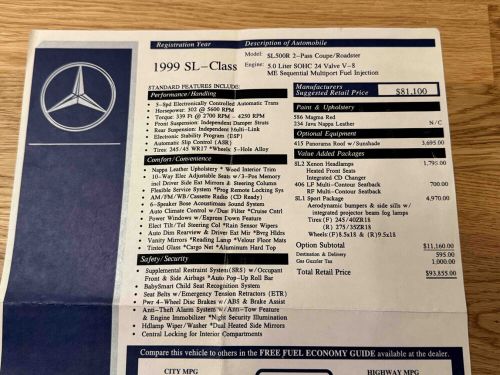 Registration Year
Description of Automobile
1999 SL-Class
Model: SL500R 2-Pass Coupe/Roadster
Engine: 5.0 Liter SOHC 24 Valve V-8
ME Sequential Multiport Fuel Injection
STANDARD FEATURES INCLUDE:
Performance/Handling
• 5-Spd Electronically Controlled Automatic Trans
• Horsepower: 302 @ 5600 RPM
• Torque: 339 Ft @ 2700 RPM - 4250 RPM
• Front Suspension: Independent Damper Struts
• Rear Suspension: Independent Multi-Link
• Electronic Stability Program (ESP)
• Automatic Slip Control (ASR)
• Tires: 245/45 WR17 *Wheels: 5-Hole Alloy
Comfort/Convenience
• Nappa Leather Upholstery * Wood Interior Trim
• 10-Way Elec Adjustable Seats w/3-Pos Memory
incl Driver Side Ext Mirrors & Steering Column
• Flexible Service System *Prog Remote Locking Sys
• AM/FM/WB/Cassette Radio (CD Ready)
• 6-Speaker Bose Acoustimass Sound System
• Auto Climate Control w/Dust Filter *Cruise Cntrl
• Power Windows w/Express Down Feature
• Elect Tilt/Tel Steering Col *Rain Sensor Wipers
• Auto Dim Rearview & Driver Ext Mir *Bvrg Hldrs
• Vanity Mirrors *Reading Lamp *Velour Floor Mats
• Tinted Glass *Cargo Net *Aluminum Hard Top
Safety/Security
• Supplemental Restraint System(SRS) w/Occupant
Front & Side Airbags *Auto Pop-Up Roll Bar
• BabySmart Child Seat Recognition System
• Seat Belts w/Emergency Tension Retractors (ETR)
• Pwr 4-Wheel Disc Brakes w/ABS & Brake Assist
• Anti-Theft Alarm System w/Anti-Tow Feature
& Engine Immobilizer *Night Security Illumination
• Hdlamp Wiper/Washer *Dual Heated Side Mirrors
• Central Locking for Interior Compartments
Manufacturers
Suggested Retail Price
$81,100
Paint & Upholstery
586 Magma Red
234 Java Nappa Leather N/C
Optional Equipment
415 Panorama Roof w/Sunshade 3,695.00
Value Added Packages
SL2 Xenon Headlamps 1,795.00
Heated Front Seats
Integrated CD Changer
406 LF Multi-Contour Seatback 700.00
RF Multi-Contour Seatback
SL1 Sport Package 4,970.00
Aerodynamic bumpers & side sills w/
integrated projector beam fog lamps
Tires (F) 245/40ZR18
(R) 275/35ZR18
Wheels:(F)8.5x18 & (R)9.5x18
Option Subtotal $11,160.00
Destination & Delivery 595.00
Gas Guzzler Tax 1,000.00
Total Retail Price $93,855.00
Compare this vehicle to others in the FREE FUEL ECONOMY GUIDE available at the dealer.
CITY MPG
HIGHWAY MPG